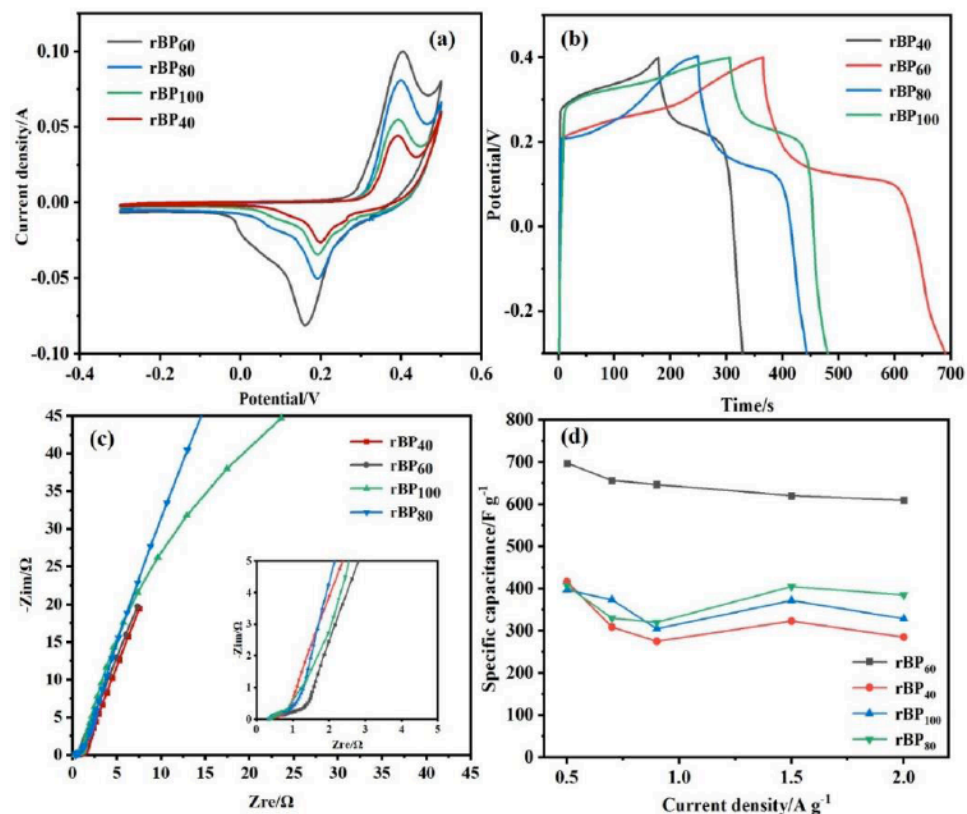 (a)
rBP60
rBP80
rBP100
rBP40
0.10
0.05
0.00
-0.05
-0.10
Current density/A
-0.4
-0.2
0.0
0.2
0.4
0.6
Potential/V
(b)
rBP40
rBP60
rBP80
rBP100
0.4
0.2
0.0
-0.2
Potential/V
0
100
200
300
400
500
600
700
Time/s
(c)
rBP40
rBP60
rBP100
rBP80
45
40
35
30
25
20
15
10
5
0
-Zim/Ω
0
5
10
15
20
25
30
35
40
45
Zre/Ω
5
4
3
2
1
0
-Zim/Ω
0
1
2
3
4
5
Zre/Ω
(d)
800
700
600
500
400
300
200
100
0
Specific capacitance/F g-1
rBP60
rBP40
rBP100
rBP80
0.5
1.0
1.5
2.0
Current density/A g-1